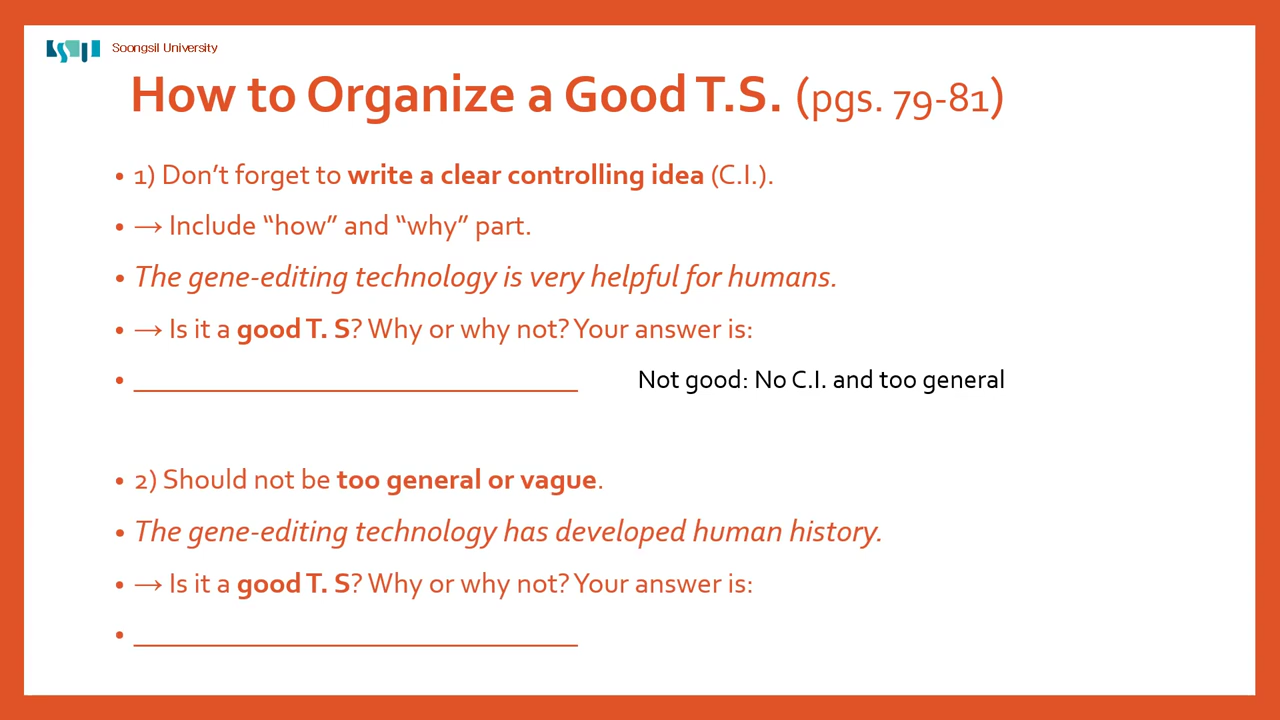 Soongsil University
How to Organize a Good T.S. (pgs. 79-81)
• 1) Don’t forget to write a clear controlling idea (C.I.).
• → Include “how” and “why” part.
• The gene-editing technology is very helpful for humans.
• → Is it a good T. S? Why or why not? Your answer is:
• ______________________________ Not good: No C.I. and too general
• 2) Should not be too general or vague.
• The gene-editing technology has developed human history.
• → Is it a good T. S? Why or why not? Your answer is:
• ______________________________